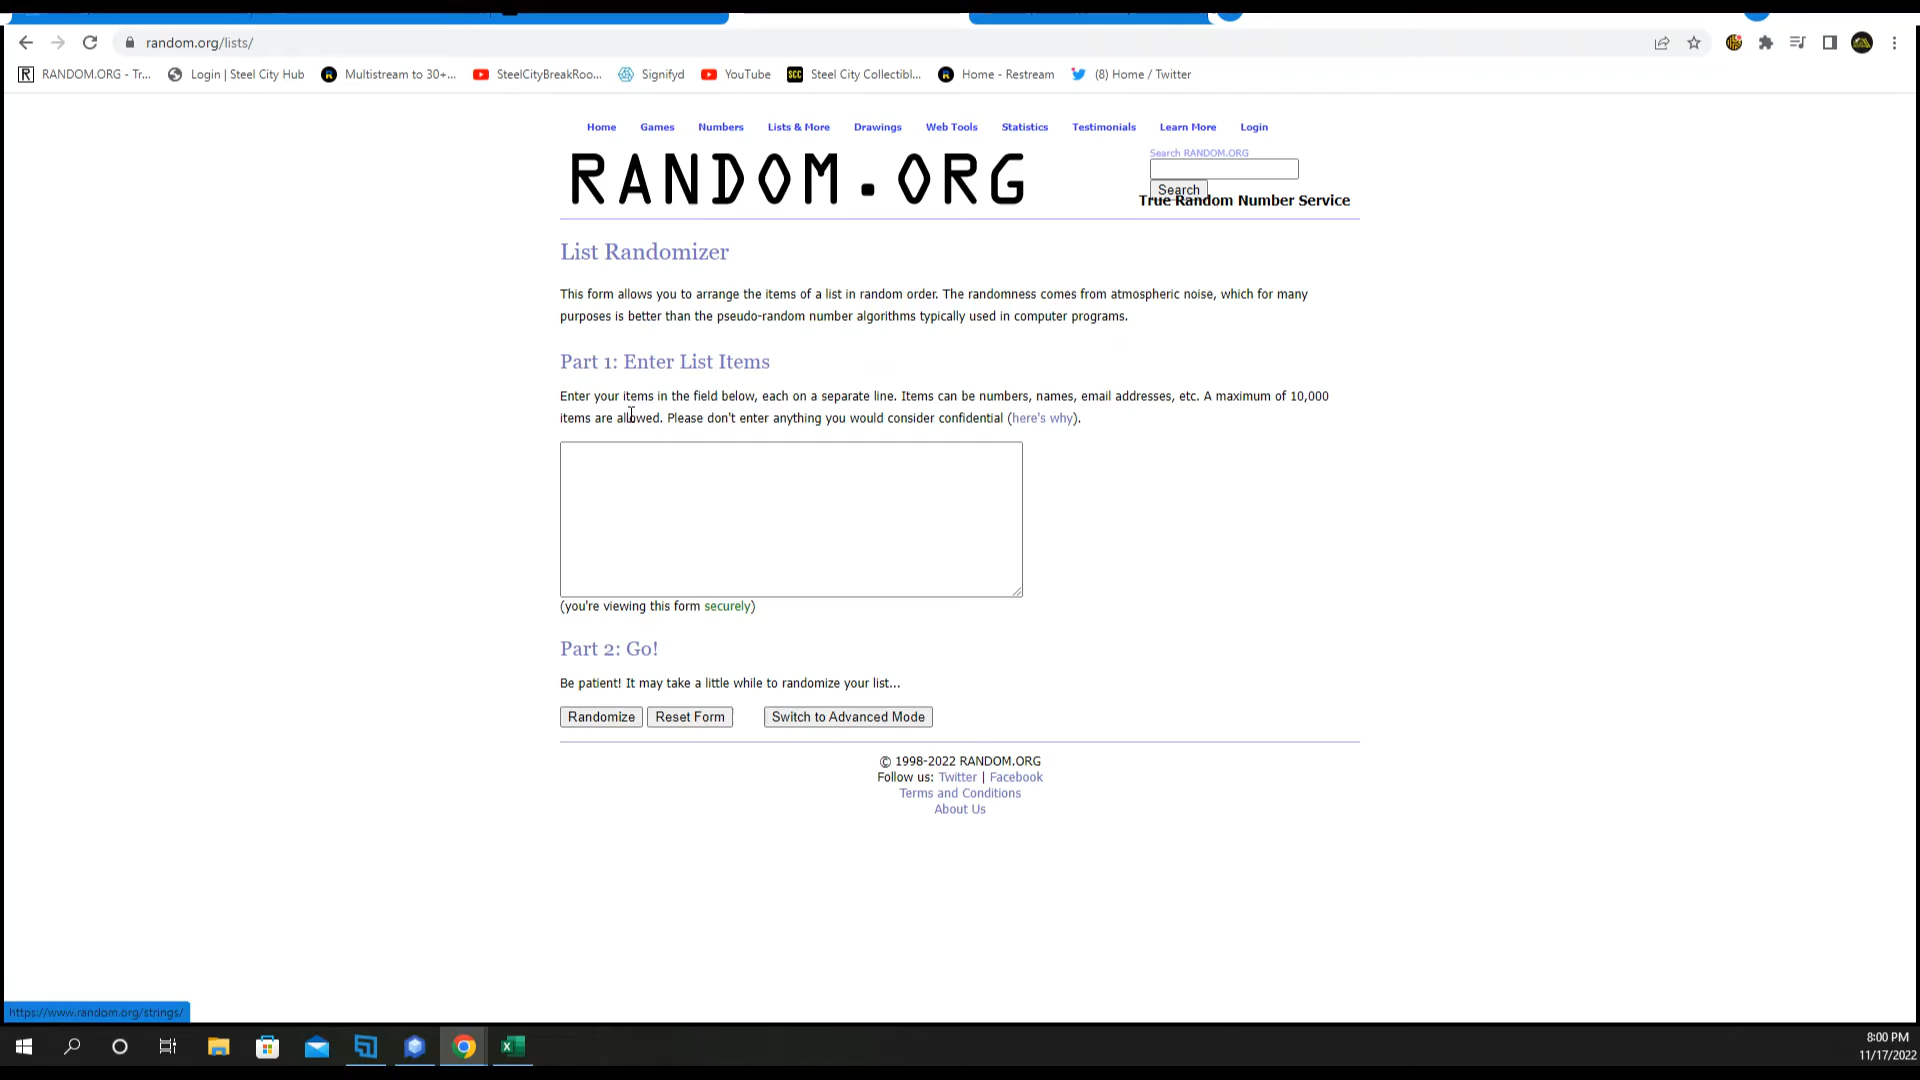 random.org/lists/
RANDOM.ORG - Tr... Login | Steel City Hub Multistream to 30+... SteelCityBreakRoo... Signifyd YouTube SCC Steel City Collectibl... Home - Restream (8) Home / Twitter
Home Games Numbers Lists & More Drawings Web Tools Statistics Testimonials Learn More Login
RANDOM.ORG
Search RANDOM.ORG
Search
True Random Number Service
List Randomizer
This form allows you to arrange the items of a list in random order. The randomness comes from atmospheric noise, which for many
purposes is better than the pseudo-random number algorithms typically used in computer programs.
Part 1: Enter List Items
Enter your items in the field below, each on a separate line. Items can be numbers, names, email addresses, etc. A maximum of 10,000
items are allowed. Please don't enter anything you would consider confidential (here's why).
(you're viewing this form securely)
Part 2: Go!
Be patient! It may take a little while to randomize your list...
Randomize Reset Form Switch to Advanced Mode
© 1998-2022 RANDOM.ORG
Follow us: Twitter | Facebook
Terms and Conditions
About Us
https://www.random.org/strings/
8:00 PM
11/17/2022